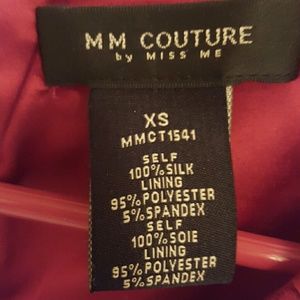 MM COUTURE
by MISS ME
XS
MMCT1541
SELF
100%SILK
LINING
95%POLYESTER
5%SPANDEX
SELF
100%SOIE
LINING
95%POLYESTER
5%SPANDEX